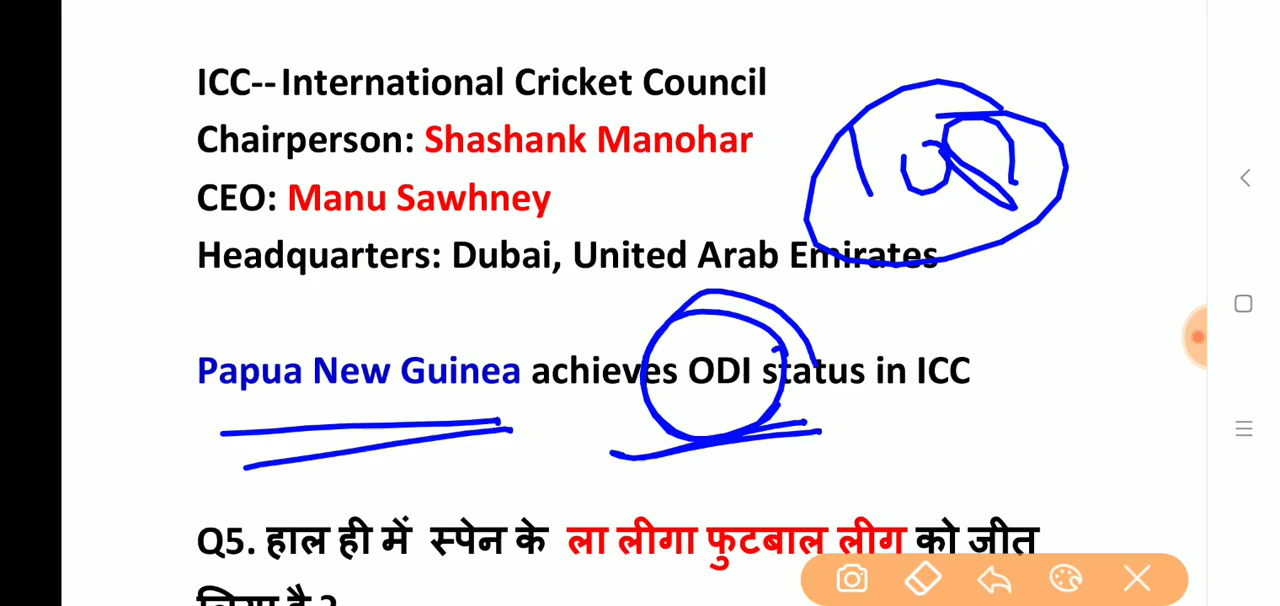 ICC--International Cricket Council
Chairperson: Shashank Manohar
CEO: Manu Sawhney
Headquarters: Dubai, United Arab Emirates
Papua New Guinea achieves ODI status in ICC
Q5. हाल ही में स्पेन के ला लीगा फुटबाल लीग को जीत
लिया है ?